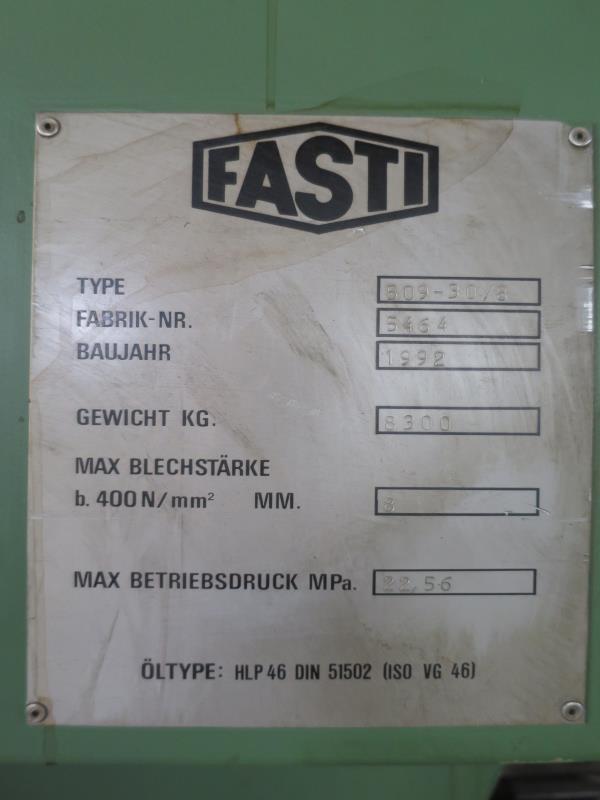 FASTI
TYPE 509-30/8
FABRIK-NR. 5464
BAUJAHR 1992
GEWICHT KG. 8300
MAX BLECHSTÄRKE
b. 400 N/mm² MM. 8
MAX BETRIEBSDRUCK MPa. 22,56
ÖLTYPE: HLP 46 DIN 51502 (ISO VG 46)